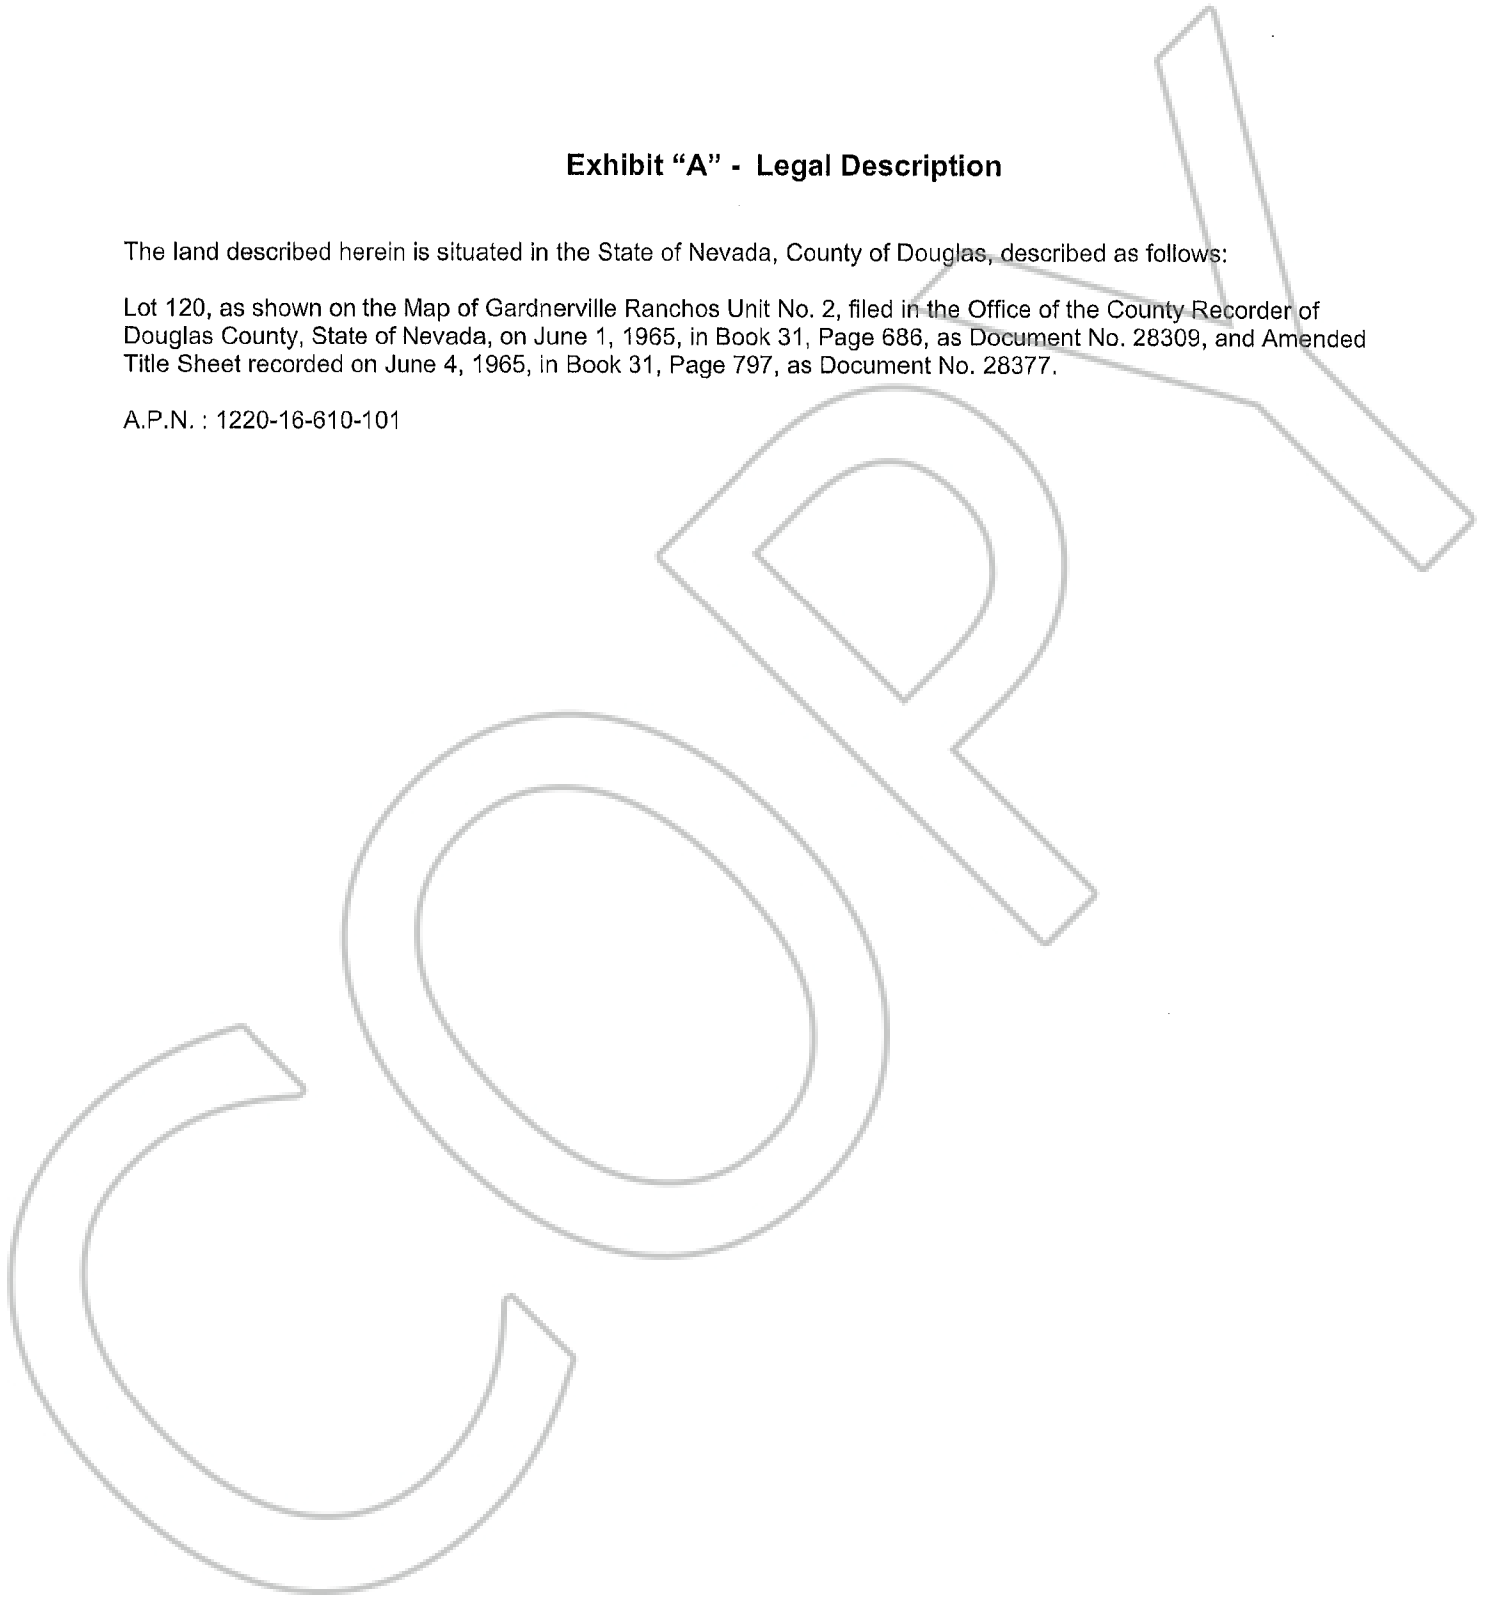 Exhibit “A” - Legal Description
The land described herein is situated in the State of Nevada, County of Douglas, described as follows:
Lot 120, as shown on the Map of Gardnerville Ranchos Unit No. 2, filed in the Office of the County Recorder of
Douglas County, State of Nevada, on June 1, 1965, in Book 31, Page 686, as Document No. 28309, and Amended
Title Sheet recorded on June 4, 1965, in Book 31, Page 797, as Document No. 28377.
A.P.N. : 1220-16-610-101
COPY